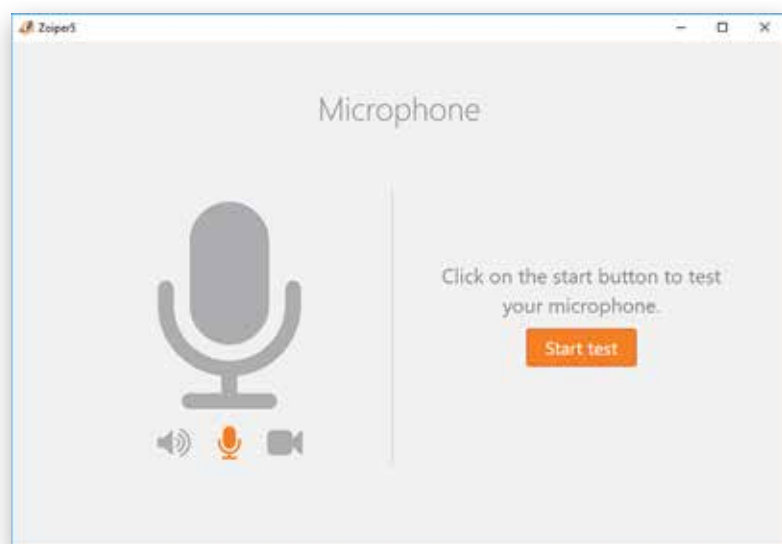 Zoiper5
Microphone
Click on the start button to test
your microphone.
Start test